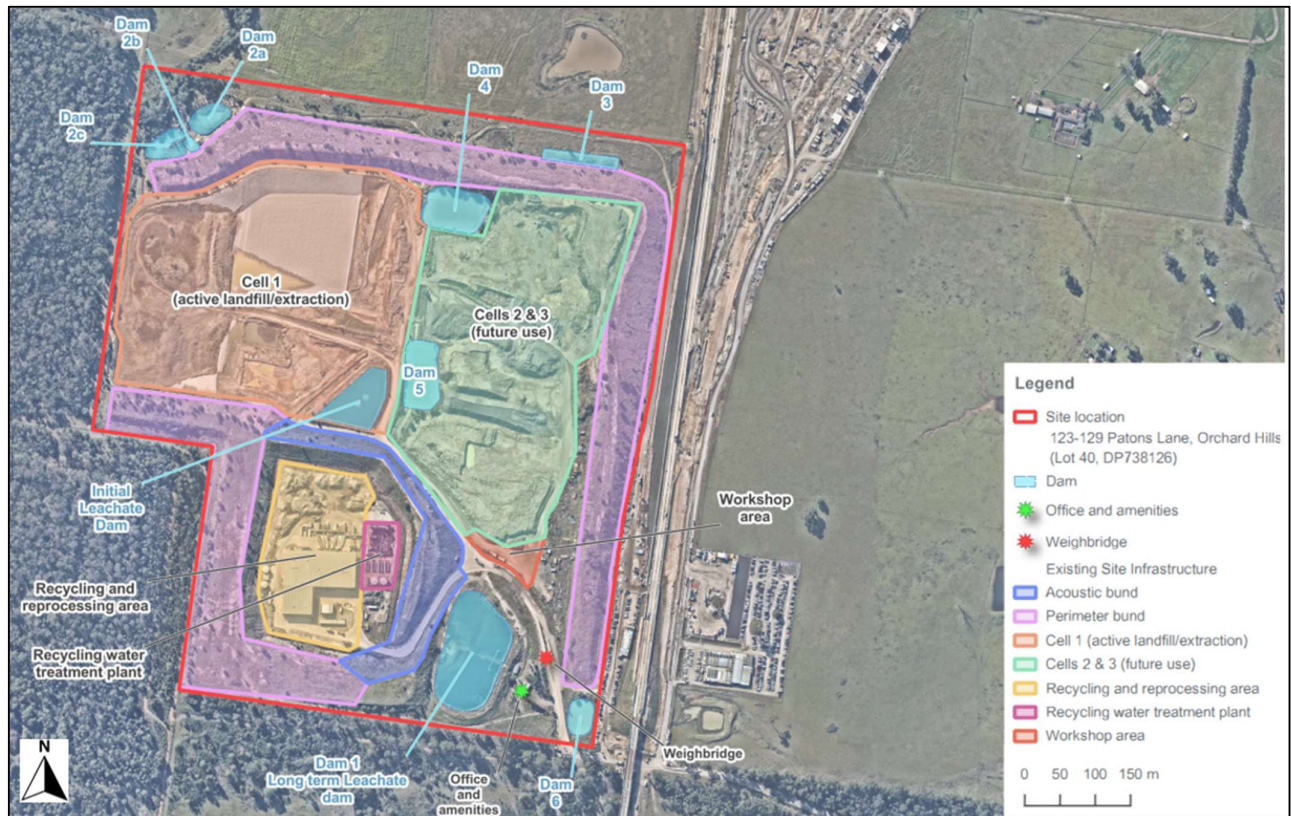 Dam
2b
Dam
2a
Dam
4
Dam
3
Dam
2c
Cell 1
(active landfill/extraction)
Cells 2 & 3
(future use)
Dam
5
Initial
Leachate
Dam
Workshop
area
Recycling and
reprocessing area
Recycling water
treatment plant
Dam 1
Long term Leachate
dam
Office
and
amenities
Dam
6
Weighbridge
N
Legend
Site location
123-129 Patons Lane, Orchard Hills
(Lot 40, DP738126)
Dam
Office and amenities
Weighbridge
Existing Site Infrastructure
Acoustic bund
Perimeter bund
Cell 1 (active landfill/extraction)
Cells 2 & 3 (future use)
Recycling and reprocessing area
Recycling water treatment plant
Workshop area
0 50 100 150 m